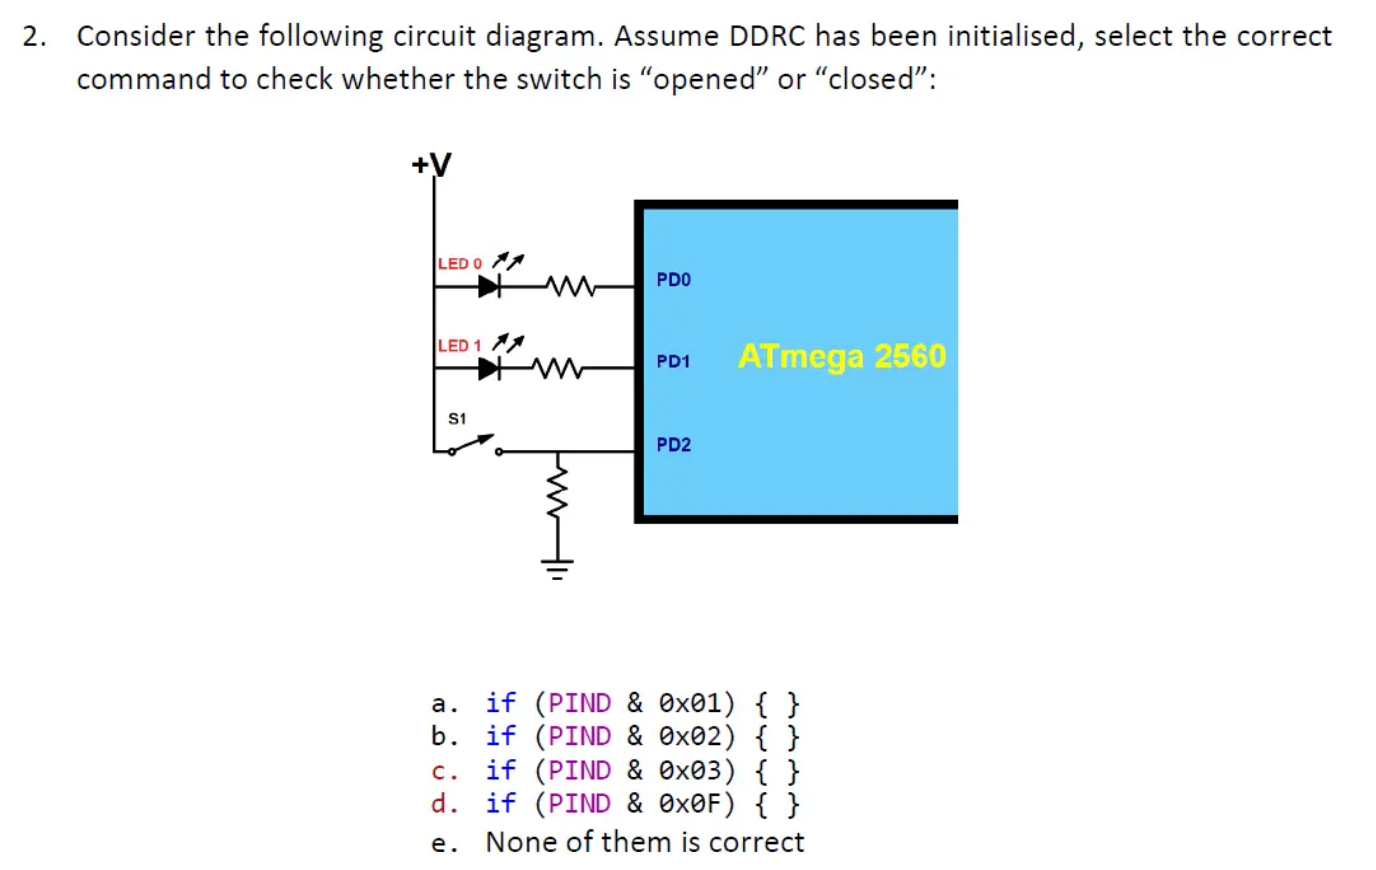 2. Consider the following circuit diagram. Assume DDRC has been initialised, select the correct
command to check whether the switch is “opened” or “closed”:
+V
LED 0
PD0
LED 1
PD1
ATmega 2560
S1
PD2
a. if (PIND & 0x01) { }
b. if (PIND & 0x02) { }
c. if (PIND & 0x03) { }
d. if (PIND & 0x0F) { }
e. None of them is correct